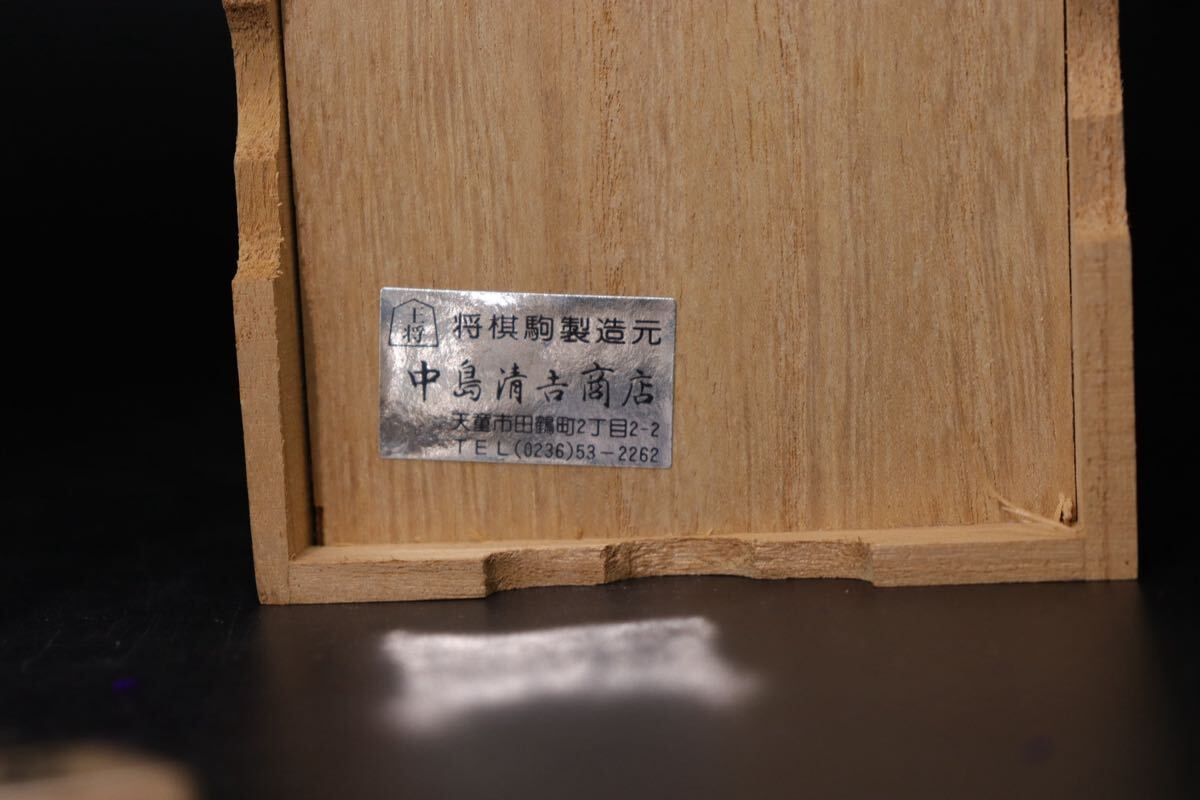 王将
将棋駒製造元
中島清吉商店
天童市田鶴町2丁目2-2
TEL(0236)53-2262